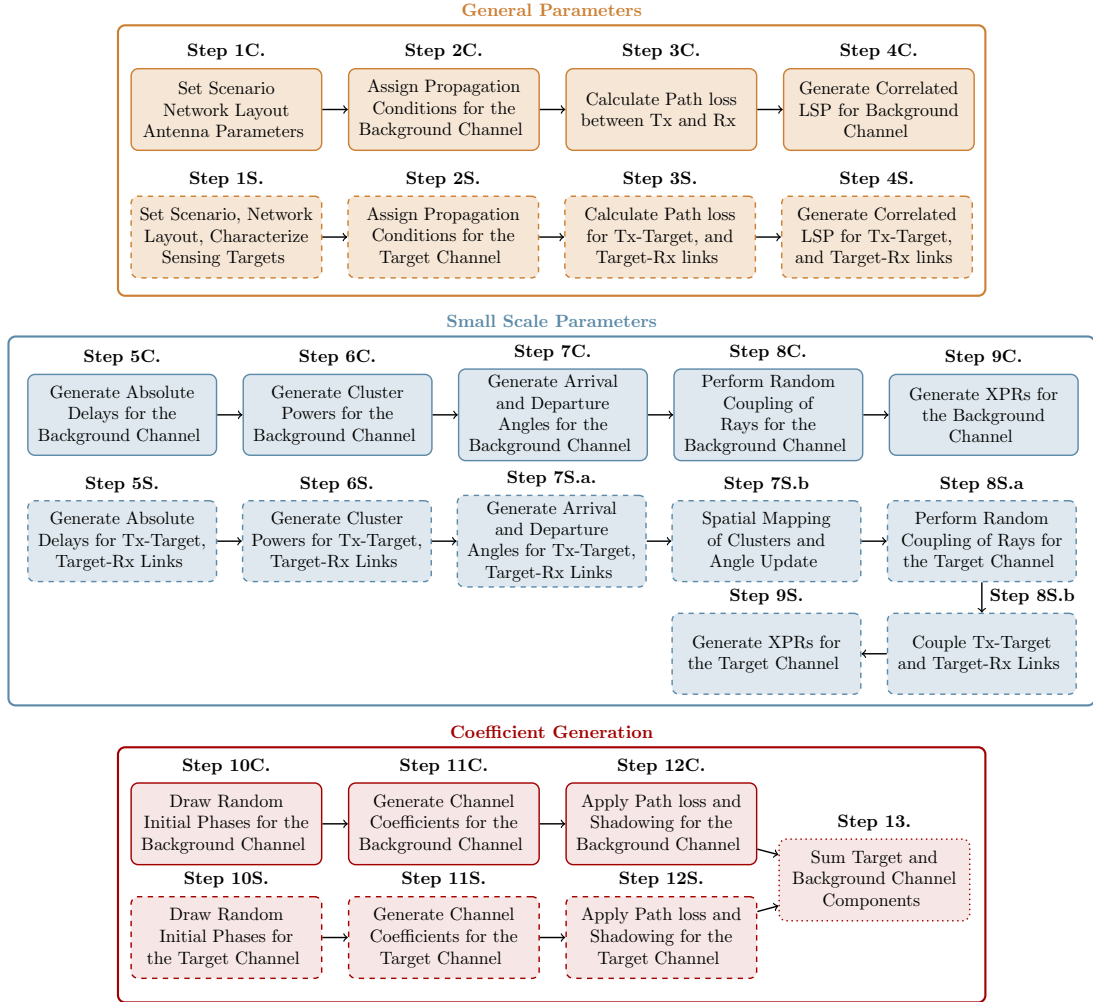 General Parameters
Step 1C.
Set Scenario
Network Layout
Antenna Parameters
Step 2C.
Assign Propagation
Conditions for the
Background Channel
Step 3C.
Calculate Path loss
between Tx and Rx
Step 4C.
Generate Correlated
LSP for Background
Channel
Step 1S.
Set Scenario, Network
Layout, Characterize
Sensing Targets
Step 2S.
Assign Propagation
Conditions for the
Target Channel
Step 3S.
Calculate Path loss
for Tx-Target, and
Target-Rx links
Step 4S.
Generate Correlated
LSP for Tx-Target,
and Target-Rx links
Small Scale Parameters
Step 5C.
Generate Absolute
Delays for the
Background Channel
Step 6C.
Generate Cluster
Powers for the
Background Channel
Step 7C.
Generate Arrival
and Departure
Angles for the
Background Channel
Step 8C.
Perform Random
Coupling of
Rays for the
Background Channel
Step 9C.
Generate XPRs for
the Background
Channel
Step 5S.
Generate Absolute
Delays for Tx-Target,
Target-Rx Links
Step 6S.
Generate Cluster
Powers for Tx-Target,
Target-Rx Links
Step 7S.a.
Generate Arrival
and Departure
Angles for Tx-Target,
Target-Rx Links
Step 7S.b
Spatial Mapping
of Clusters and
Angle Update
Step 8S.a
Perform Random
Coupling of Rays for
the Target Channel
Step 8S.b
Couple Tx-Target
and Target-Rx Links
Step 9S.
Generate XPRs for
the Target Channel
Coefficient Generation
Step 10C.
Draw Random
Initial Phases for the
Background Channel
Step 11C.
Generate Channel
Coefficients for the
Background Channel
Step 12C.
Apply Path loss and
Shadowing for the
Background Channel
Step 10S.
Draw Random
Initial Phases for
the Target Channel
Step 11S.
Generate Channel
Coefficients for the
Target Channel
Step 12S.
Apply Path loss and
Shadowing for the
Target Channel
Step 13.
Sum Target and
Background Channel
Components